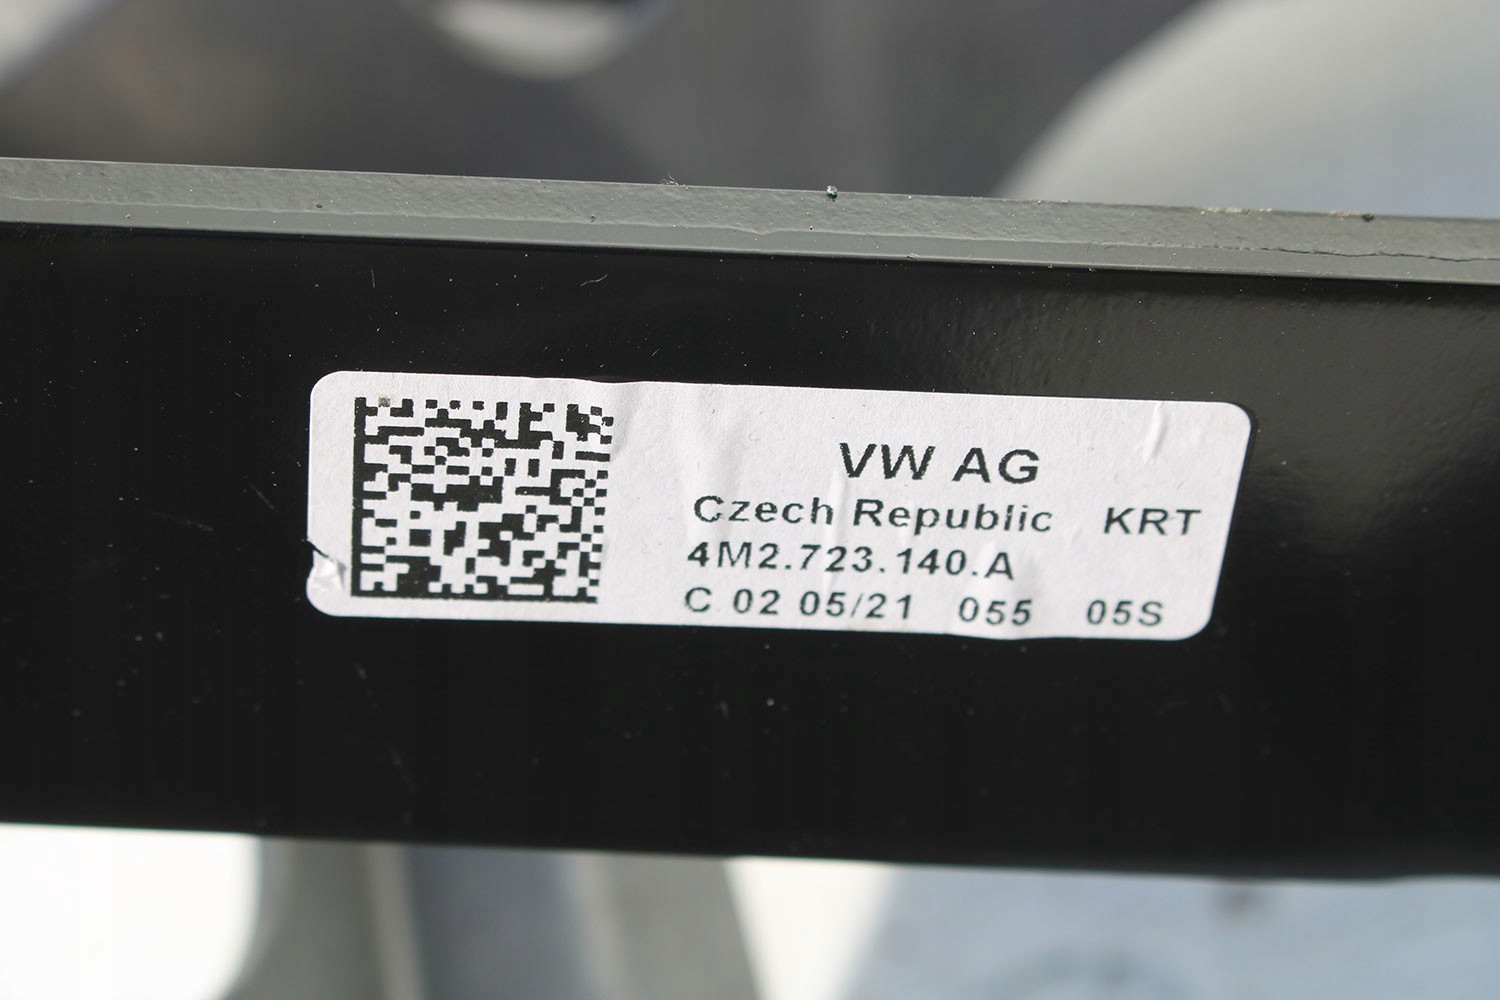 VW AG
Czech Republic KRT
4M2.723.140.A
C 02 05/21 055 05S